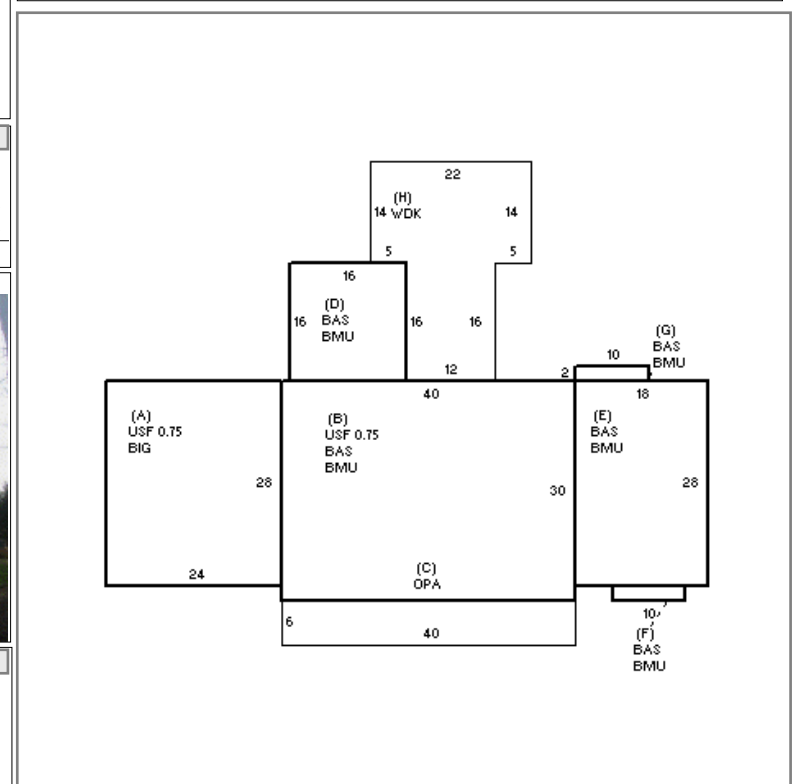 22
(H)
14 WDK 14
5 5
16
(D)
16 BAS 16 16
BMU
(G)
BAS
10 BMU
12 2
40 18
(A) (B) (E)
USF 0.75 USF 0.75 BAS
BIG BAS BMU
BMU
28 30 28
24
(C)
OPA
6
40
10
(F)
BAS
BMU